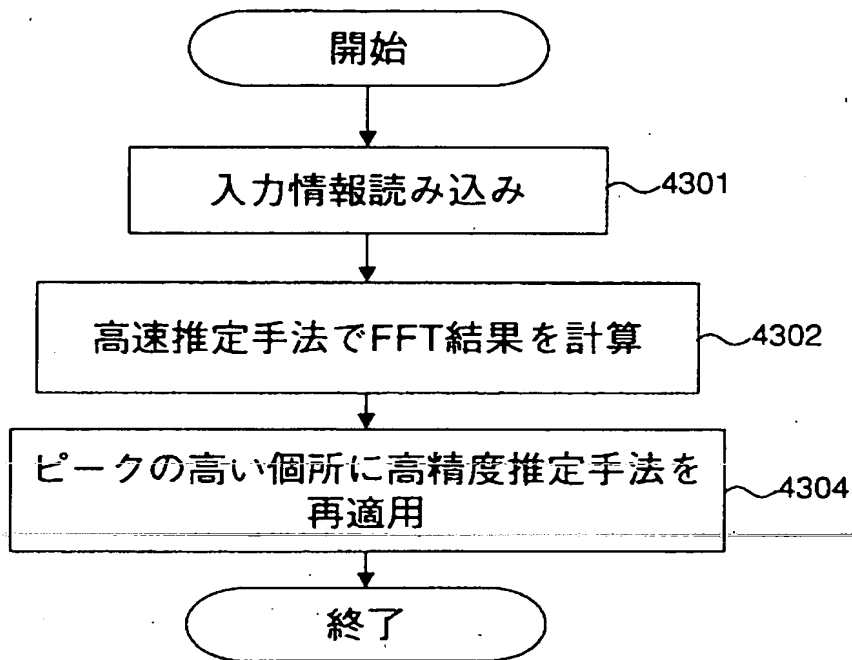 開始
入力情報読み込み
4301
高速推定手法でFFT結果を計算
4302
ピークの高い個所に高精度推定手法を
再適用
4304
終了